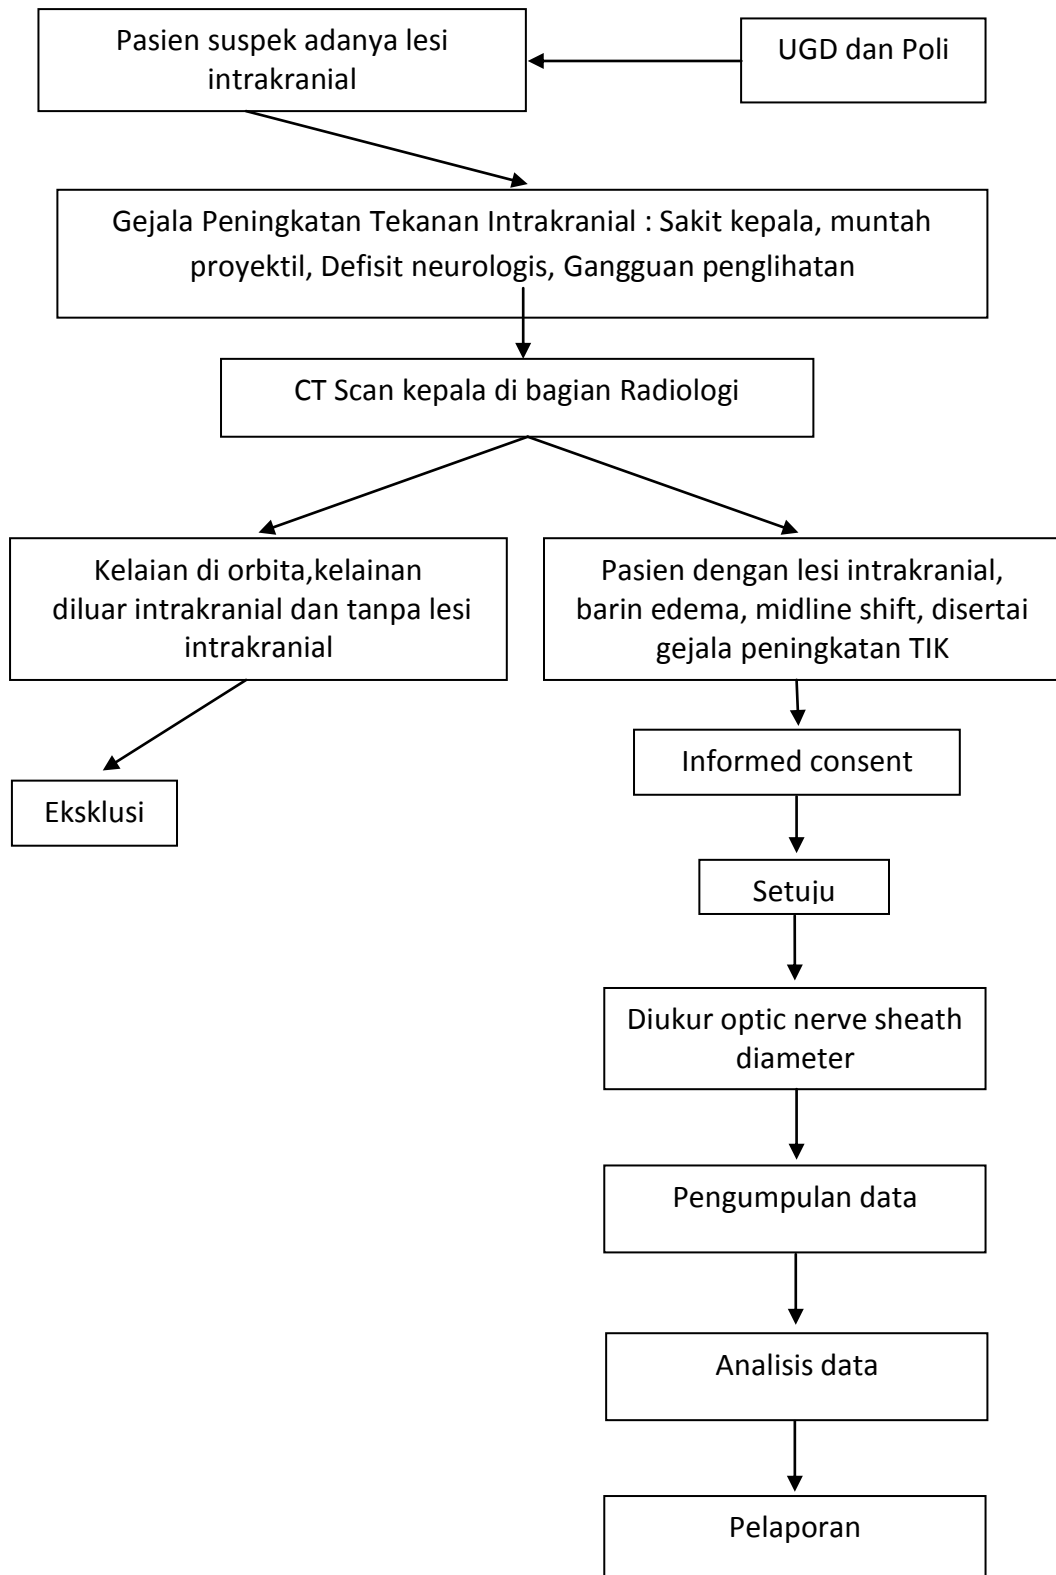 Pasien suspek adanya lesi
intrakranial
UGD dan Poli
Gejala Peningkatan Tekanan Intrakranial : Sakit kepala, muntah
proyektil, Defisit neurologis, Gangguan penglihatan
CT Scan kepala di bagian Radiologi
Kelaian di orbita,kelainan
diluar intrakranial dan tanpa lesi
intrakranial
Pasien dengan lesi intrakranial,
barin edema, midline shift, disertai
gejala peningkatan TIK
Informed consent
Eksklusi
Setuju
Diukur optic nerve sheath
diameter
Pengumpulan data
Analisis data
Pelaporan